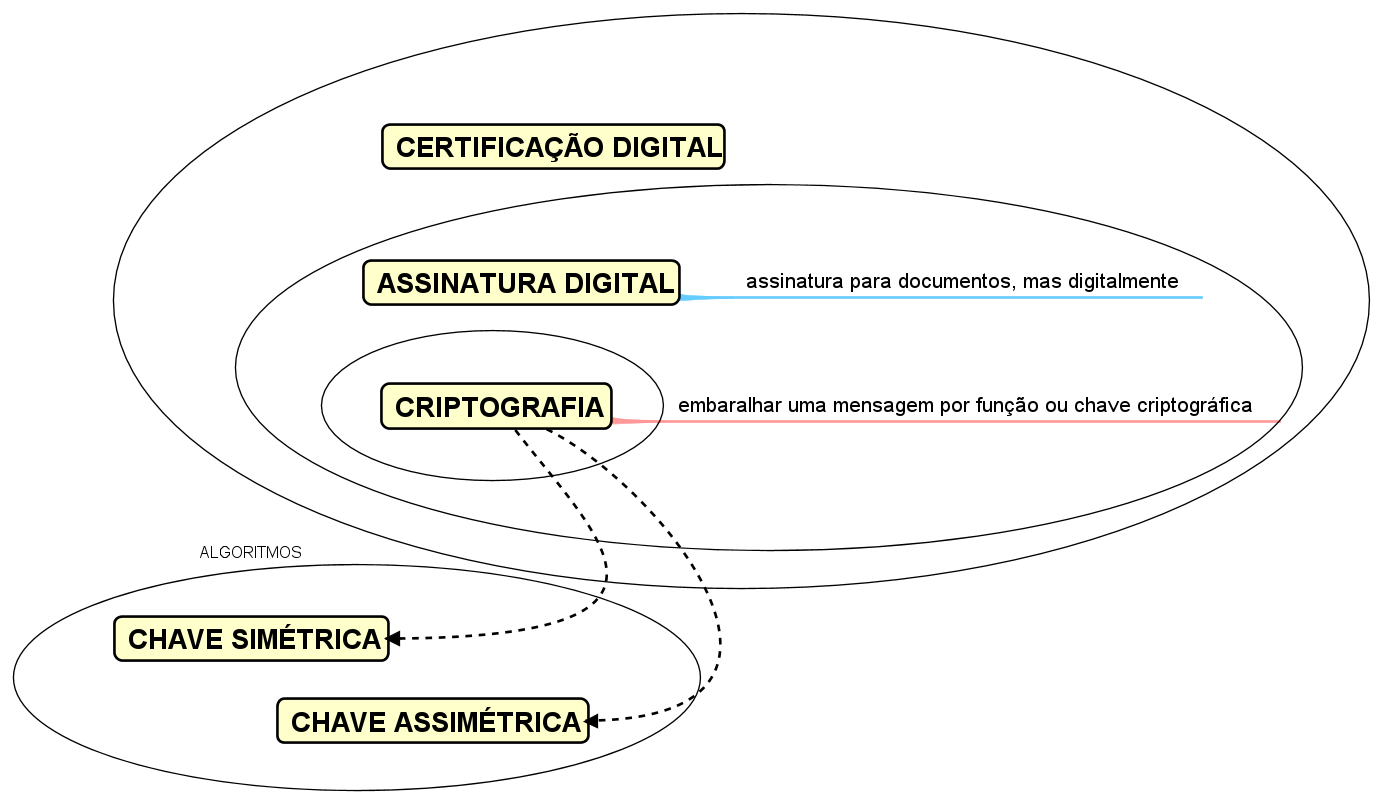 CERTIFICAÇÃO DIGITAL
ASSINATURA DIGITAL
assinatura para documentos, mas digitalmente
CRIPTOGRAFIA
embaralhar uma mensagem por função ou chave criptográfica
ALGORITMOS
CHAVE SIMÉTRICA
CHAVE ASSIMÉTRICA